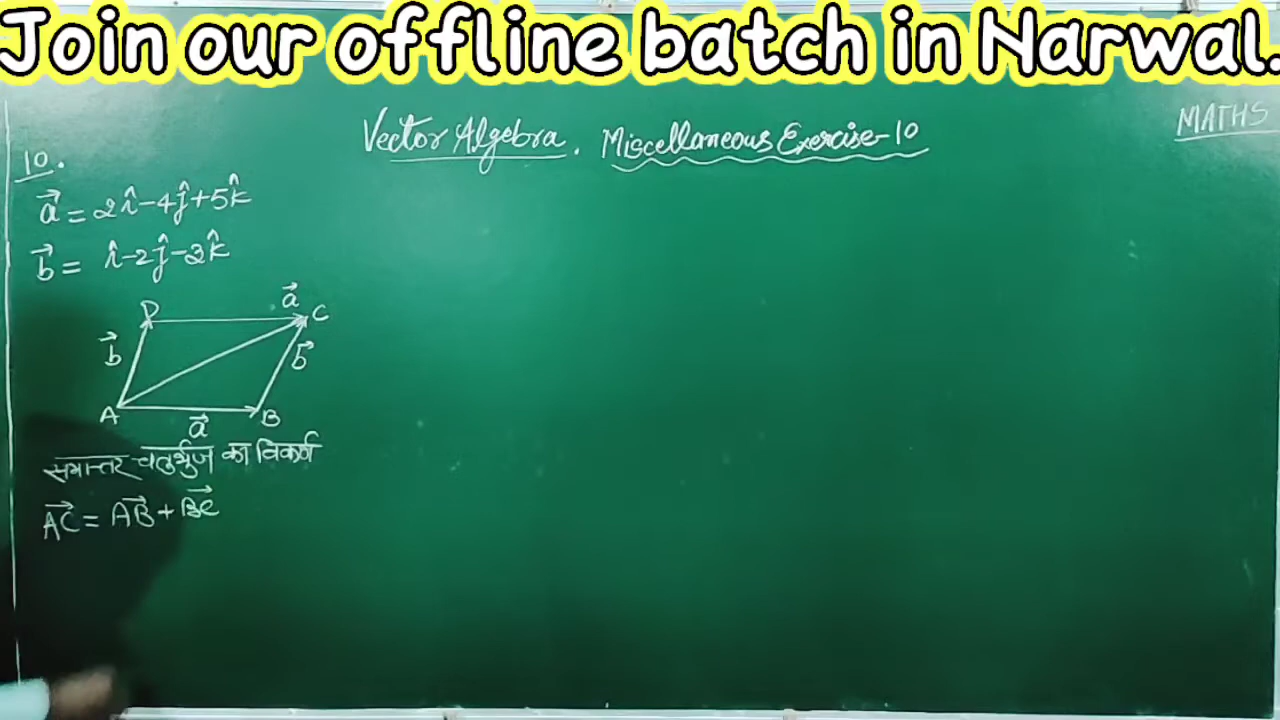 Join our offline batch in Narwal.
Vector Algebra. Miscellaneous Exercise-10
MATHS
10.
a⃗ = 2î-4ĵ+5k̂
b⃗ = î-2ĵ-3k̂
D a⃗ C
b⃗ b⃗
A a⃗ B
समान्तर चतुर्भुज का विकर्ण
AC⃗ = AB⃗ + BC⃗